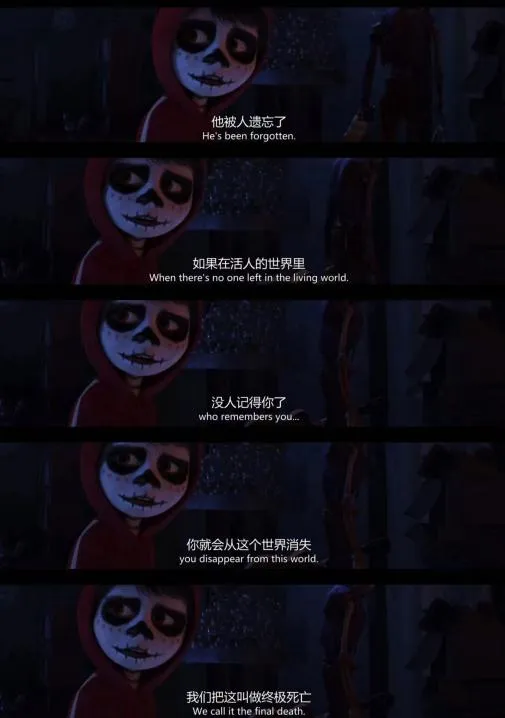 他被人遗忘了
He's been forgotten.
如果在活人的世界里
When there's no one left in the living world.
没人记得你了
who remembers you...
你就会从这个世界消失
you disappear from this world.
我们把这叫做终极死亡
We call it the final death.